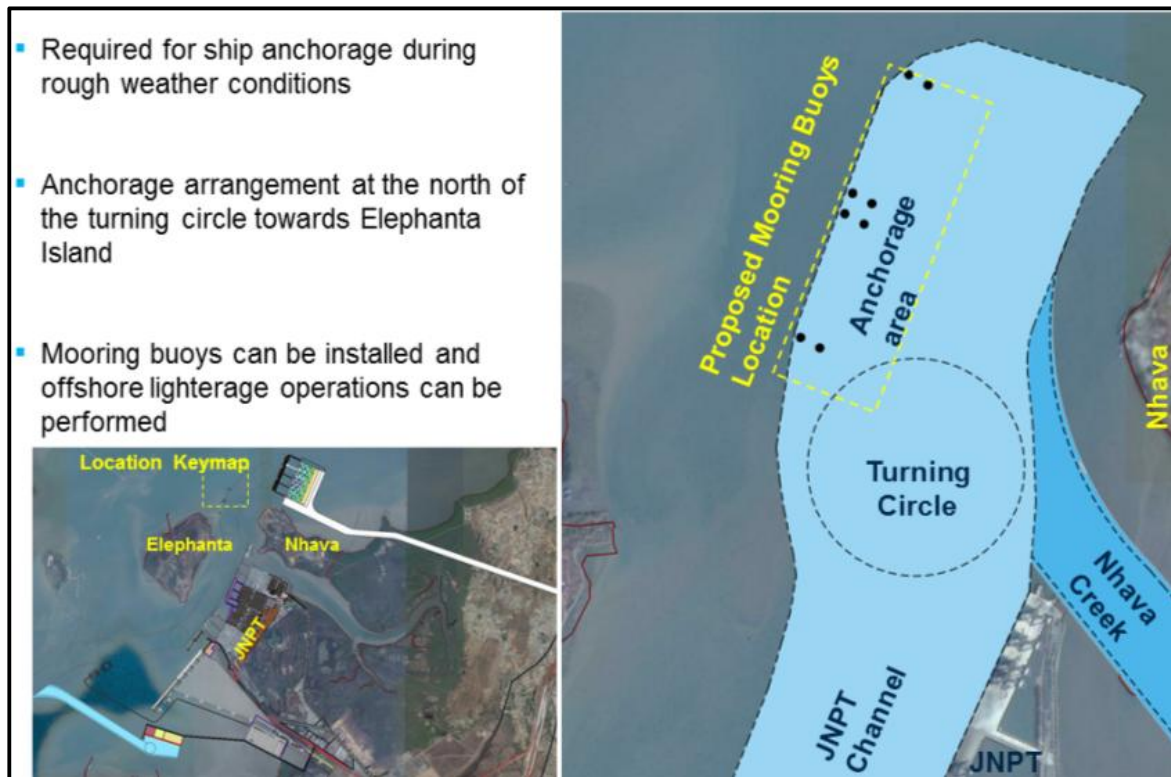 Required for ship anchorage during
rough weather conditions
Anchorage arrangement at the north of
the turning circle towards Elephanta
Island
Mooring buoys can be installed and
offshore lighterage operations can be
performed
Location Keymap
Elephanta
Nhava
JNPT
Proposed Mooring Buoys
Location
Anchorage
area
Turning
Circle
Nhava
Nhava
Creek
JNPT
Channel
JNPT